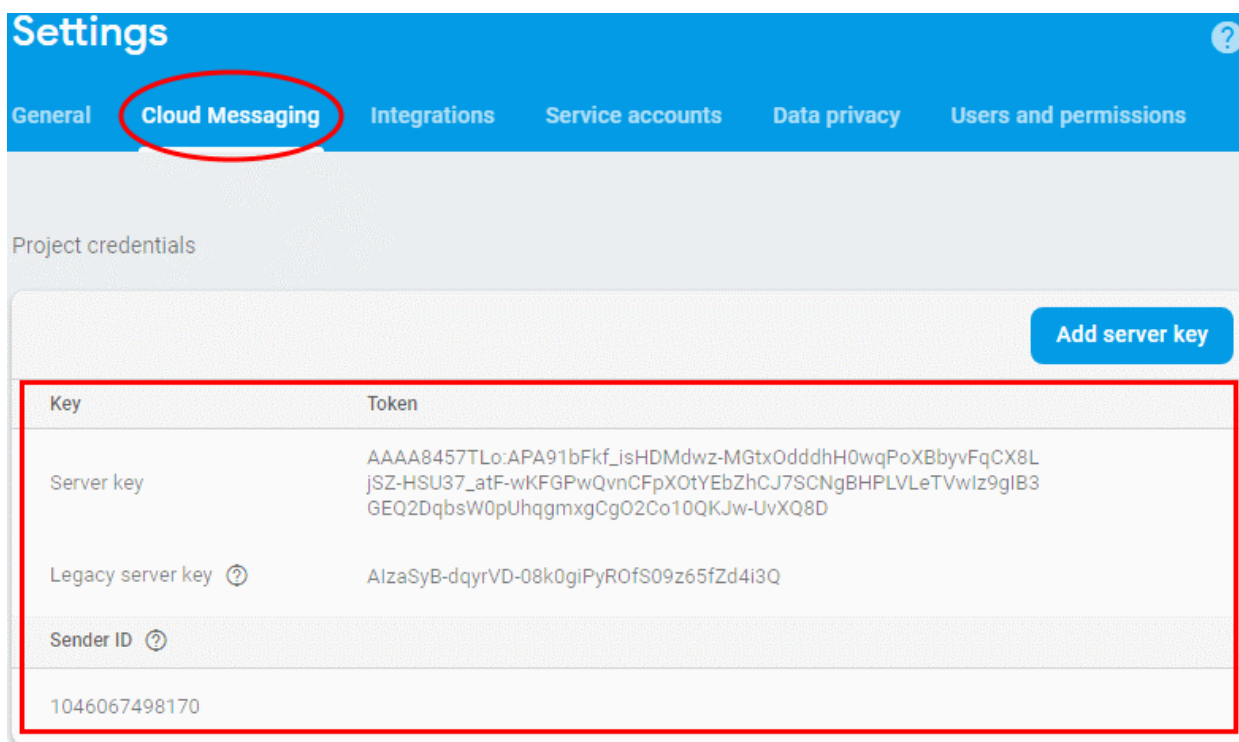 Settings
General Cloud Messaging Integrations Service accounts Data privacy Users and permissions
Project credentials
Add server key
Key Token
Server key
AAAA8457TLo:APA91bFkf_isHDMdwz-MGtxOdddhH0wqPoXBbyvFqCX8L
jSZ-HSU37_atF-wKFGPwQvnCFpXOtYEbZhCJ7SCNgBHPLVLeTVwIz9gIB3
GEQ2DqbsW0pUhqgmxgCgO2Co10QKJw-UvXQ8D
Legacy server key ? AIzaSyB-dqyrVD-08k0giPyROfS09z65fZd4i3Q
Sender ID ?
1046067498170